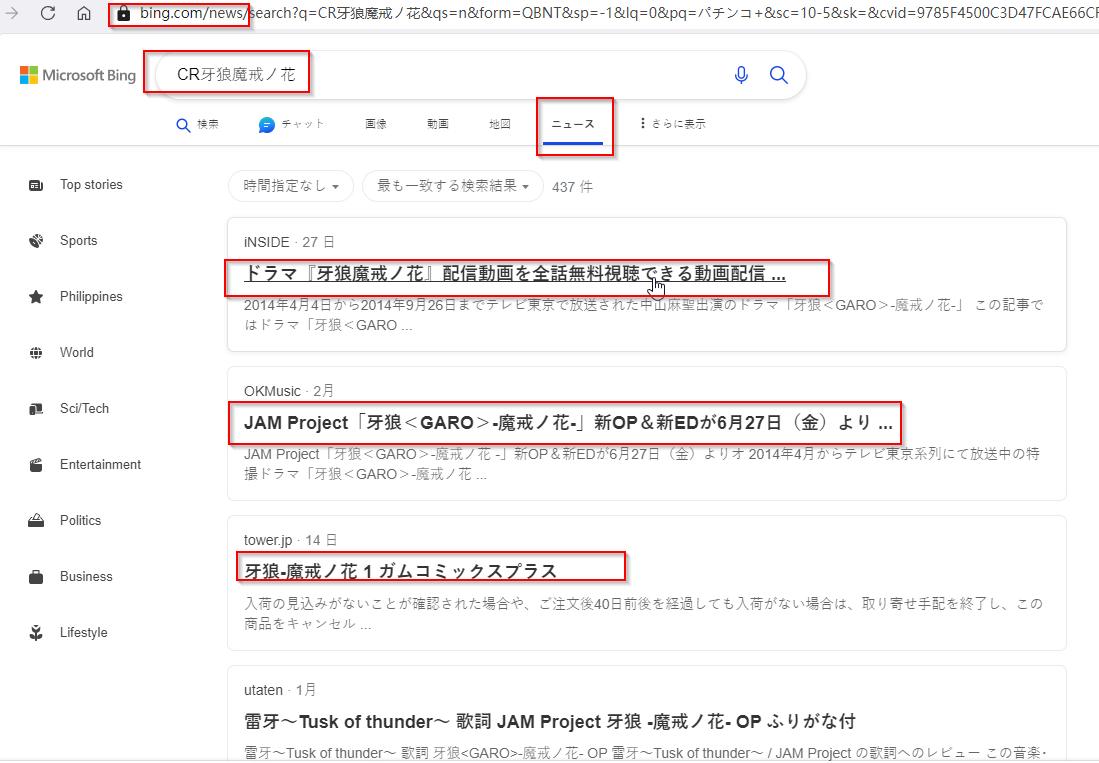 bing.com/news/search?q=CR牙狼魔戒ノ花&qs=n&form=QBNT&sp=-1&lq=0&pq=パチンコ+&sc=10-5&sk=&cvid=9785F4500C3D47FCAE66CF
Microsoft Bing
CR牙狼魔戒ノ花
検索 チャット 画像 動画 地図 ニュース さらに表示
Top stories
Sports
Philippines
World
Sci/Tech
Entertainment
Politics
Business
Lifestyle
時間指定なし 最も一致する検索結果 437 件
iNSIDE · 27 日
ドラマ『牙狼魔戒ノ花』配信動画を全話無料視聴できる動画配信 ...
2014年4月4日から2014年9月26日までテレビ東京で放送された中山麻聖出演のドラマ「牙狼＜GARO＞-魔戒ノ花-」 この記事で
はドラマ「牙狼＜GARO ...
OKMusic · 2月
JAM Project「牙狼＜GARO＞-魔戒ノ花-」新OP＆新EDが6月27日（金）より ...
JAM Project「牙狼＜GARO＞-魔戒ノ花 -」新OP＆新EDが6月27日（金）よりオ 2014年4月からテレビ東京系列にて放送中の特
撮ドラマ「牙狼＜GARO＞-魔戒ノ花 ...
tower.jp · 14 日
牙狼-魔戒ノ花 1 ガムコミックスプラス
入荷の見込みがないことが確認された場合や、ご注文後40日前後を経過しても入荷がない場合は、取り寄せ手配を終了し、この
商品をキャンセル ...
utaten · 1月
雷牙～Tusk of thunder～ 歌詞 JAM Project 牙狼 -魔戒ノ花- OP ふりがな付
雷牙～Tusk of thunder～ 歌詞 牙狼<GARO>-魔戒ノ花- OP 雷牙～Tusk of thunder～ / JAM Project の歌詞へのレビュー この音楽・